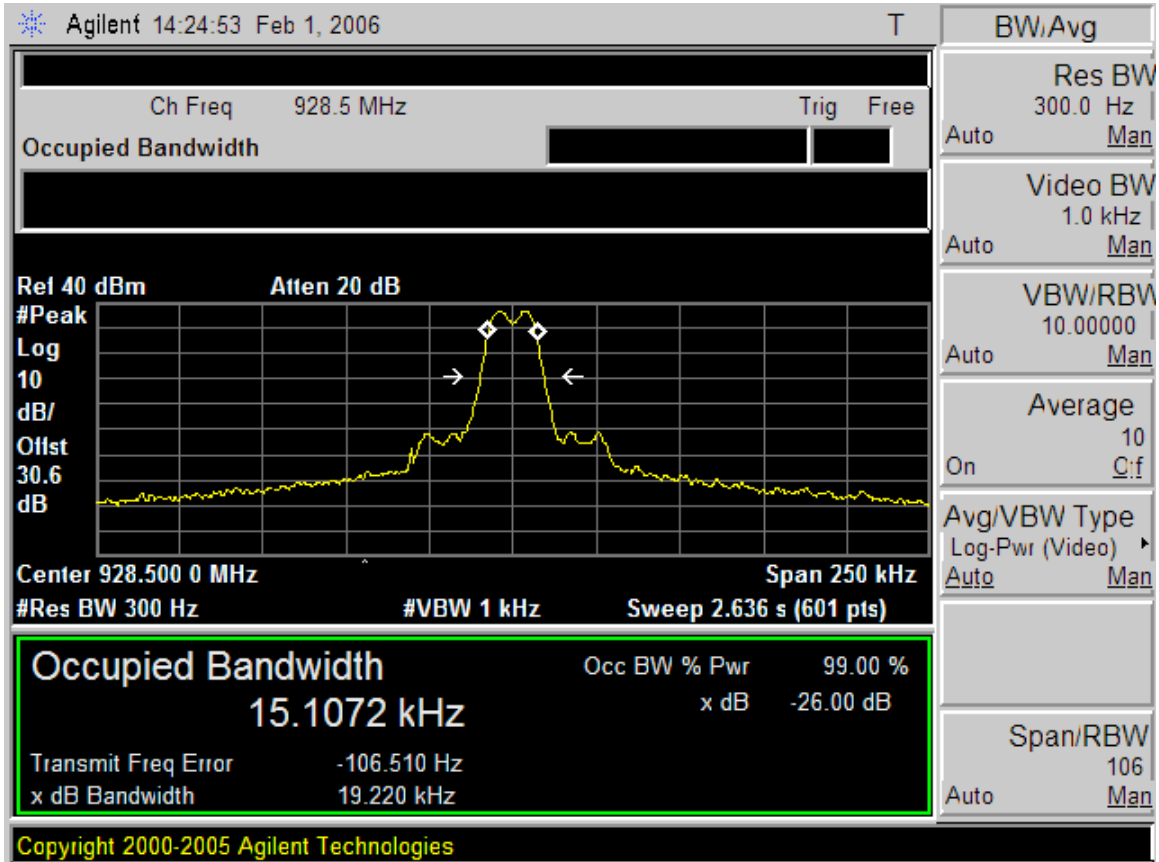 Agilent 14:24:53 Feb 1, 2006 T
BW/Avg
Ch Freq 928.5 MHz Trig Free
Occupied Bandwidth
Ref 40 dBm Atten 20 dB
#Peak
Log
10
dB/
Offst
30.6
dB
Center 928.500 0 MHz Span 250 kHz
#Res BW 300 Hz #VBW 1 kHz Sweep 2.636 s (601 pts)
Occupied Bandwidth
15.1072 kHz
Occ BW % Pwr 99.00 %
x dB -26.00 dB
Transmit Freq Error -106.510 Hz
x dB Bandwidth 19.220 kHz
Copyright 2000-2005 Agilent Technologies
Res BW
300.0 Hz
Auto Man
Video BW
1.0 kHz
Auto Man
VBW/RBW
10.00000
Auto Man
Average
10
On Off
Avg/VBW Type
Log-Pwr (Video)
Auto Man
Span/RBW
106
Auto Man